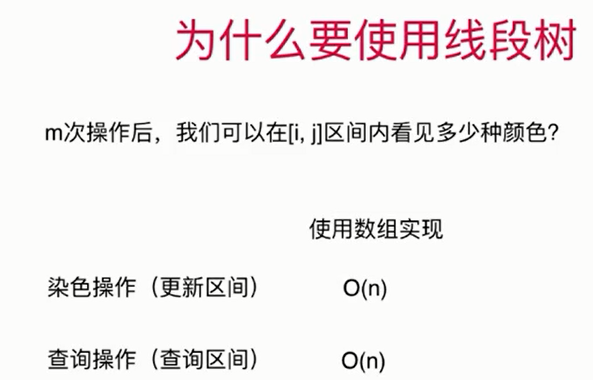 为什么要使用线段树
m次操作后，我们可以在[i, j]区间内看见多少种颜色?
使用数组实现
染色操作（更新区间） O(n)
查询操作（查询区间） O(n)